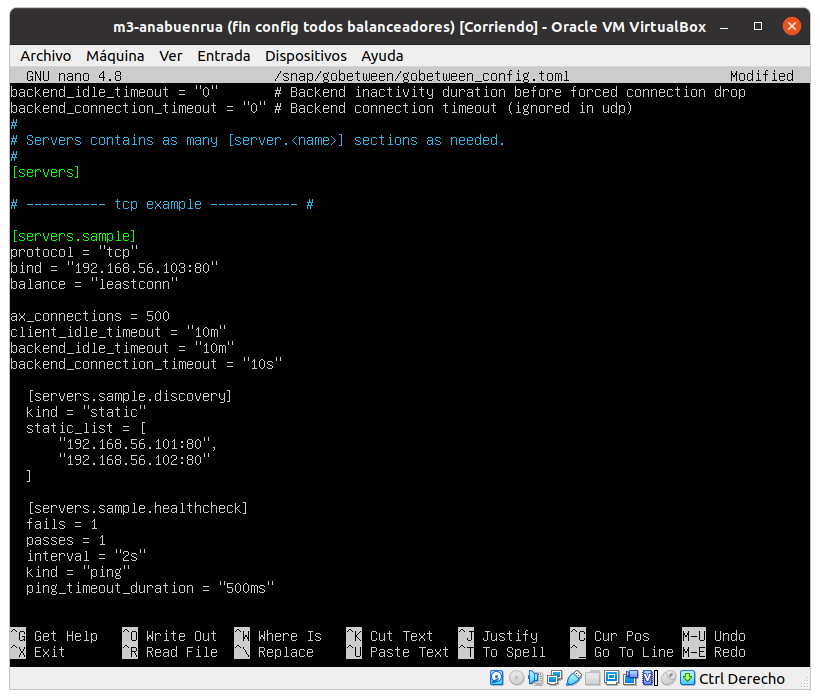 m3-anabuenrua (fin config todos balanceadores) [Corriendo] - Oracle VM VirtualBox
Archivo Máquina Ver Entrada Dispositivos Ayuda
GNU nano 4.8 /snap/gobetween/gobetween_config.toml Modified
backend_idle_timeout = "0" # Backend inactivity duration before forced connection drop
backend_connection_timeout = "0" # Backend connection timeout (ignored in udp)
#
# Servers contains as many [server.<name>] sections as needed.
#
[servers]
# ---------- tcp example ----------- #
[servers.sample]
protocol = "tcp"
bind = "192.168.56.103:80"
balance = "leastconn"
ax_connections = 500
client_idle_timeout = "10m"
backend_idle_timeout = "10m"
backend_connection_timeout = "10s"
[servers.sample.discovery]
kind = "static"
static_list = [
"192.168.56.101:80",
"192.168.56.102:80"
]
[servers.sample.healthcheck]
fails = 1
passes = 1
interval = "2s"
kind = "ping"
ping_timeout_duration = "500ms"
^G Get Help ^O Write Out ^W Where Is ^K Cut Text ^J Justify ^C Cur Pos M-U Undo
^X Exit ^R Read File ^\ Replace ^U Paste Text ^T To Spell ^_ Go To Line M-E Redo
Ctrl Derecho